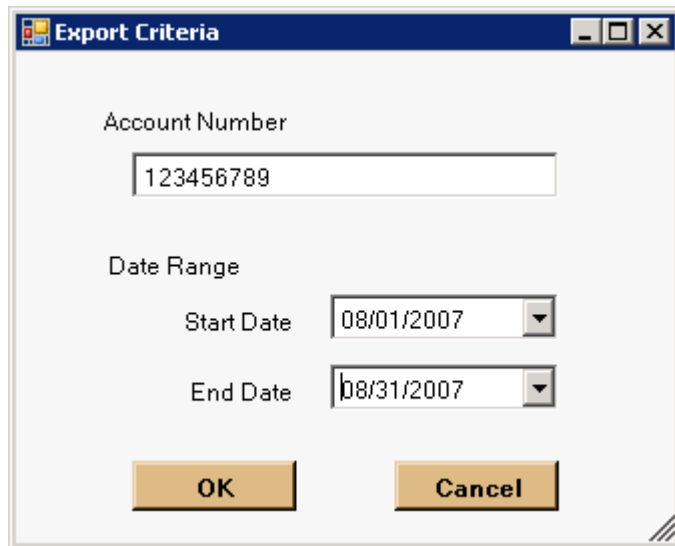 Export Criteria
Account Number
123456789
Date Range
Start Date 08/01/2007
End Date 08/31/2007
OK Cancel